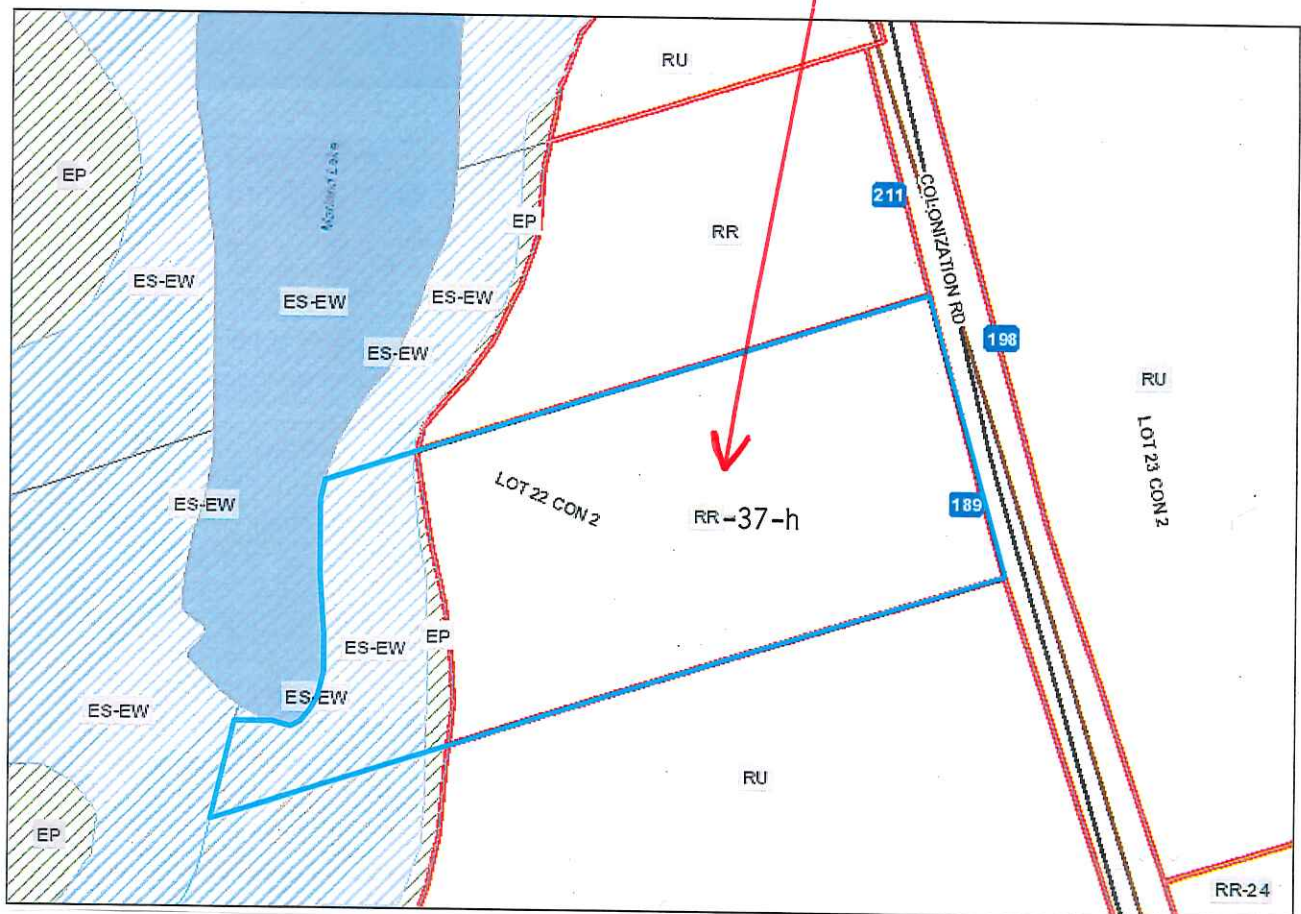 RU
EP
211
COLONIZATION RD
EP
RR
ES-EW
ES-EW
ES-EW
198
ES-EW
RU
LOT 23 CON 2
LOT 22 CON 2
ES-EW
189
RR-37-h
EP
ES-EW
ES-EW
ES-EW
RU
EP
RR-24